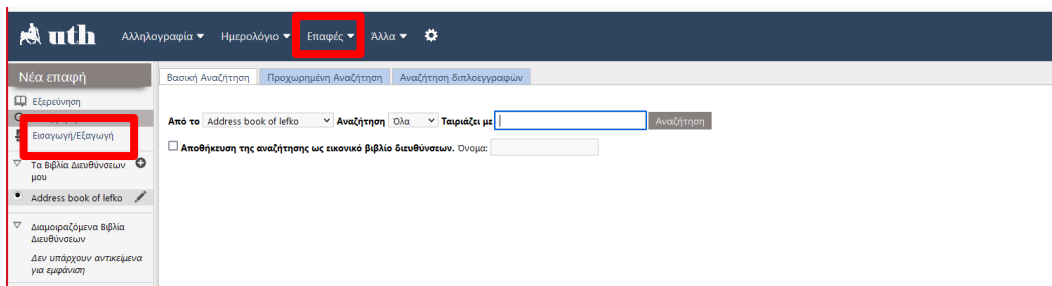 uth Αλληλογραφία Ημερολόγιο Επαφές Άλλα
Νέα επαφή
Βασική Αναζήτηση Προχωρημένη Αναζήτηση Αναζήτηση διπλοεγγραφών
Εξερεύνηση
Από το Address book of lefko Αναζήτηση Όλα Ταιριάζει με Αναζήτηση
Εισαγωγή/Εξαγωγή
Αποθήκευση της αναζήτησης ως εικονικό βιβλίο διευθύνσεων. Όνομα:
Τα Βιβλία Διευθύνσεων
μου
Address book of lefko
Διαμοιραζόμενα Βιβλία
Διευθύνσεων
Δεν υπάρχουν αντικείμενα
για εμφάνιση